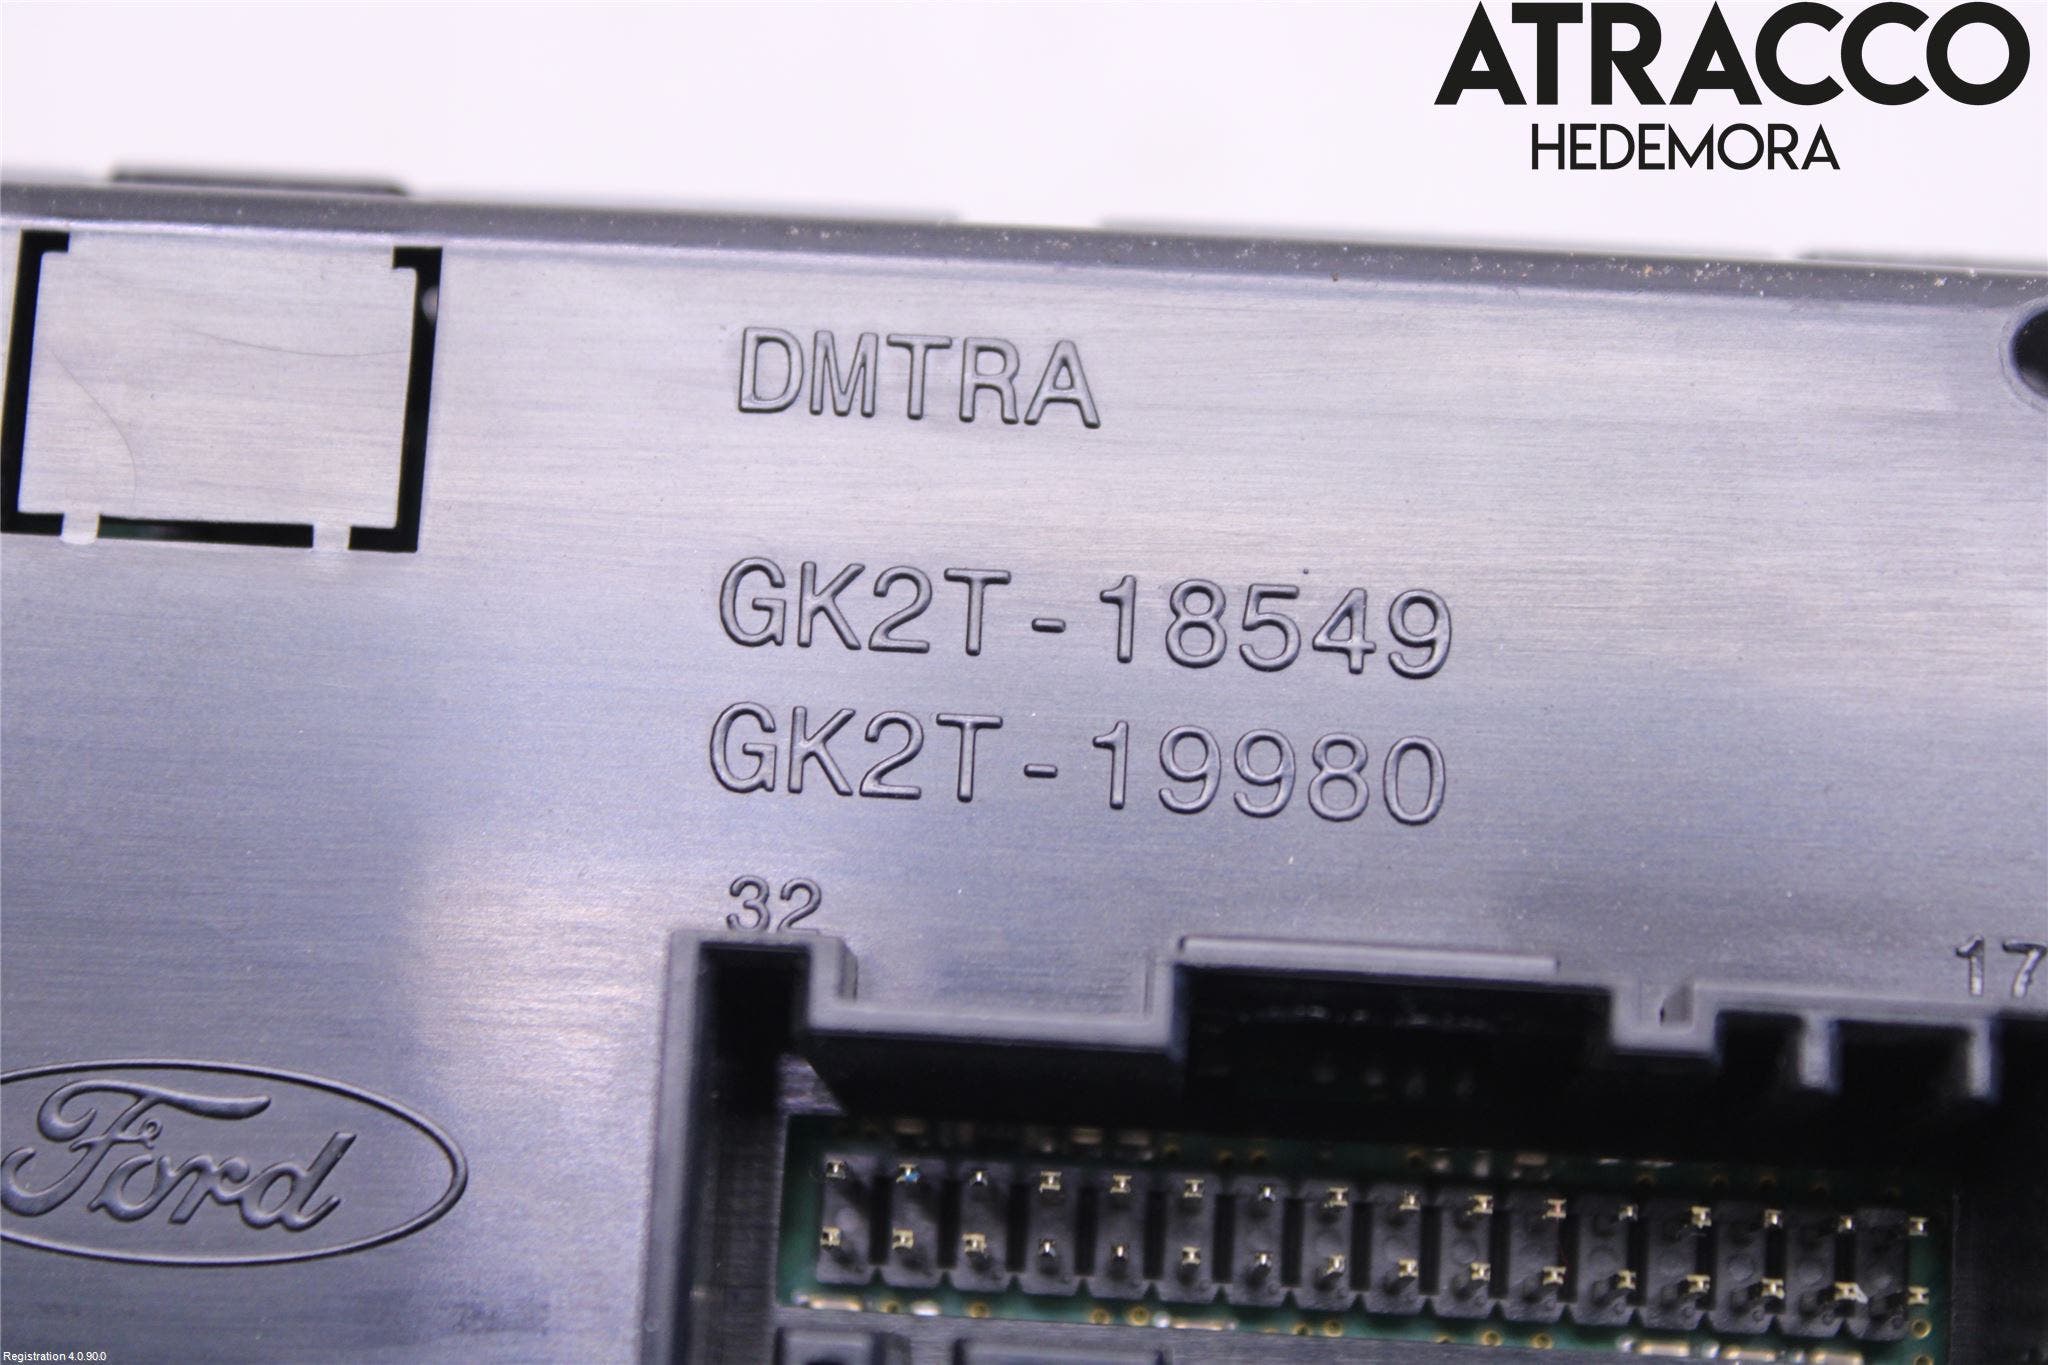 ATRACCO
HEDEMORA
DMTRA
GK2T-18549
GK2T-19980
32
17
Ford
Registration 4.0.90.0